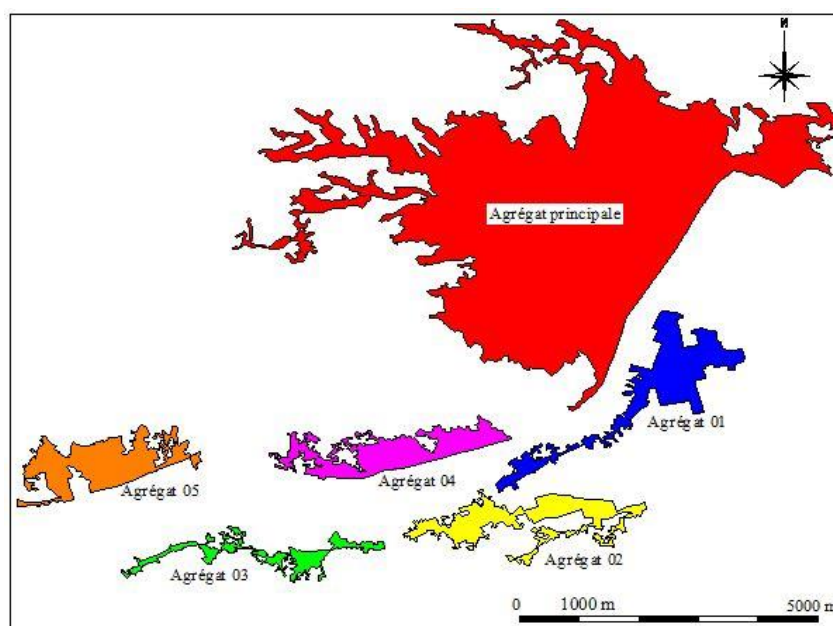 N
Agrégat principale
Agrégat 01
Agrégat 04
Agrégat 05
Agrégat 02
Agrégat 03
0 1000 m 5000 m